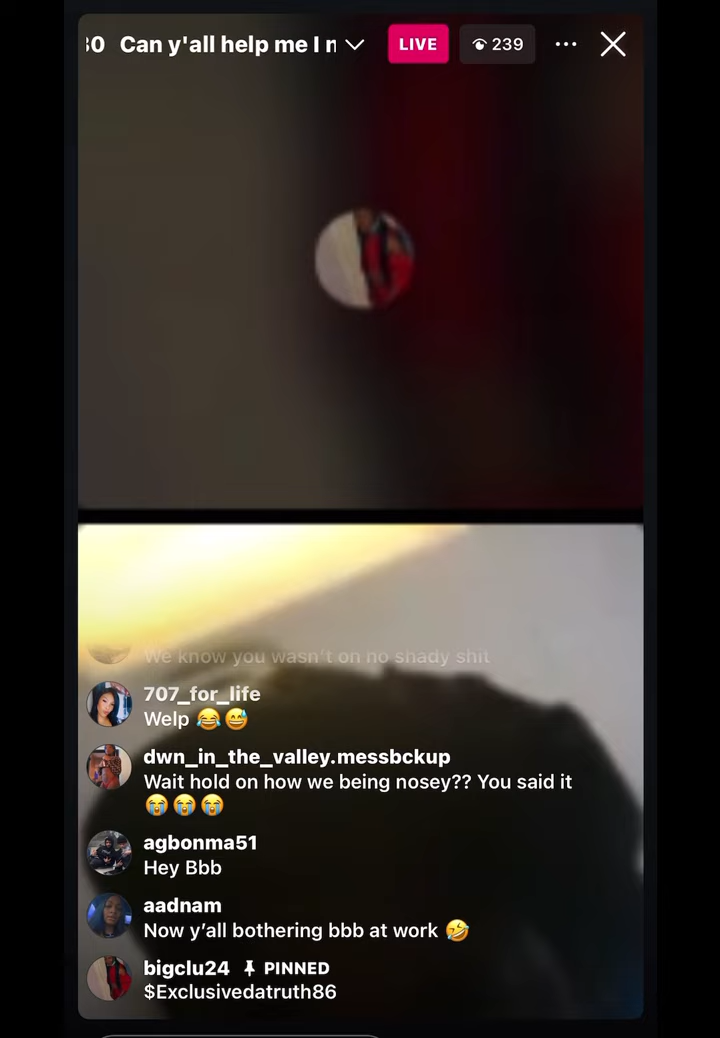 30 Can y'all help me I n
LIVE
239
We know you wasn't on no shady shit
707_for_life
Welp 😂😅
dwn_in_the_valley.messbckup
Wait hold on how we being nosey?? You said it
😭😭😭
agbonma51
Hey Bbb
aadnam
Now y’all bothering bbb at work 🤣
bigclu24 PINNED
$Exclusivedatruth86